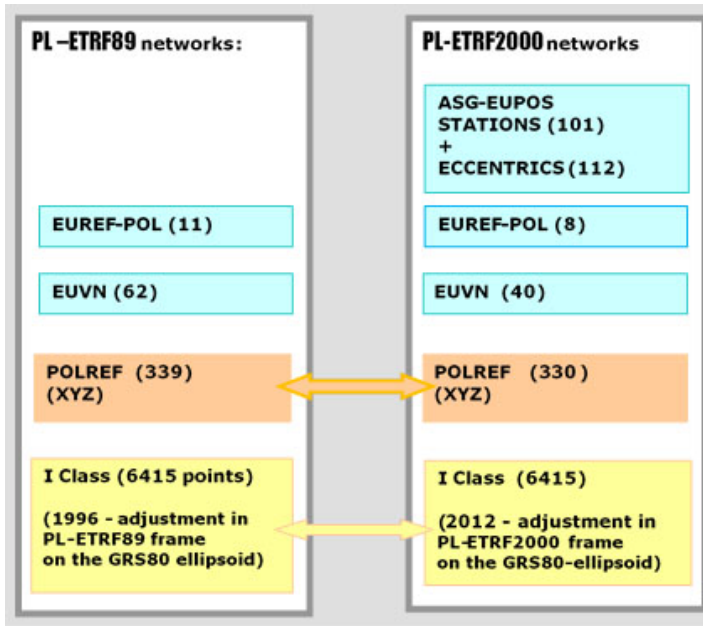 PL-ETRF89 networks:
EUREF-POL (11)
EUVN (62)
POLREF (339)
(XYZ)
I Class (6415 points)
(1996 - adjustment in
PL-ETRF89 frame
on the GRS80 ellipsoid)
PL-ETRF2000 networks
ASG-EUPOS
STATIONS (101)
+
ECCENTRICS (112)
EUREF-POL (8)
EUVN (40)
POLREF (330)
(XYZ)
I Class (6415)
(2012 - adjustment in
PL-ETRF2000 frame
on the GRS80-ellipsoid)